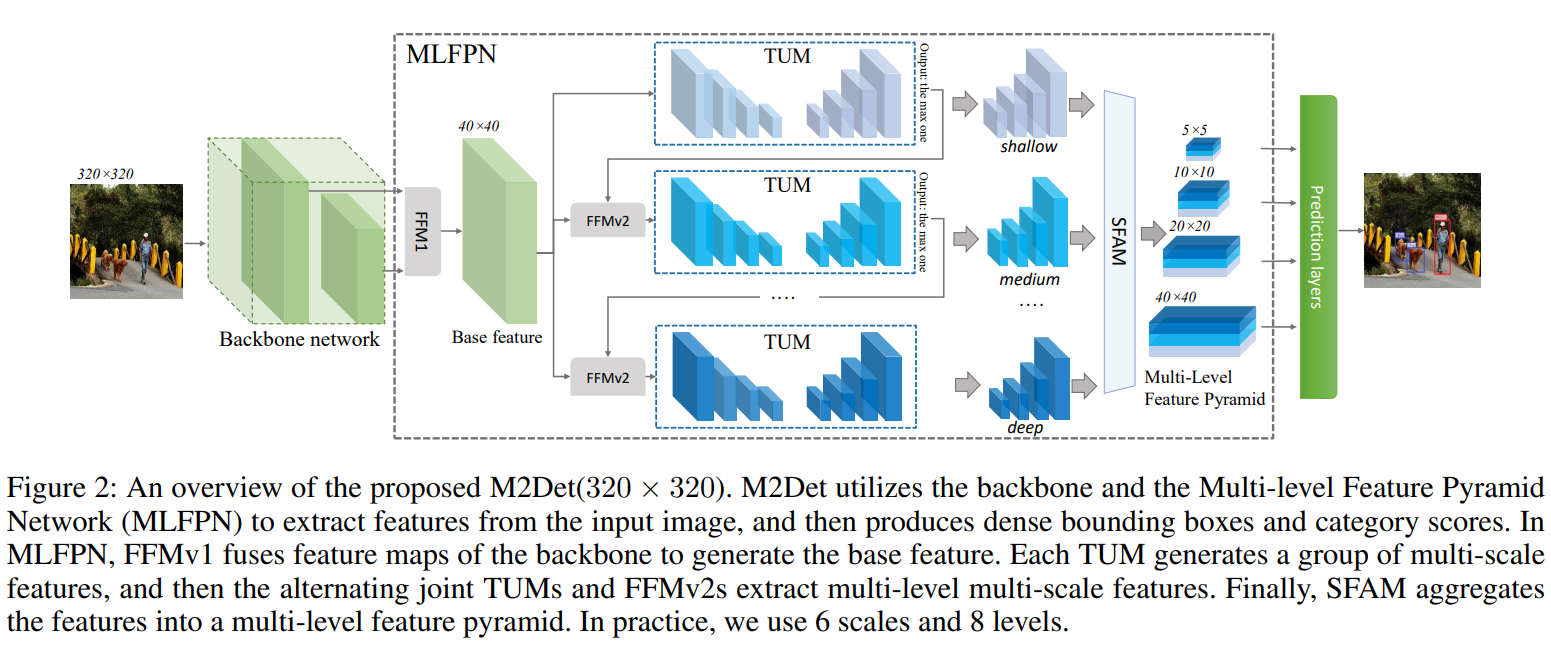 MLFPN
320×320
Backbone network
FFM1
40×40
Base feature
FFMv2
FFMv2
TUM
Output: the max one
TUM
Output: the max one
....
TUM
shallow
medium
....
deep
SFAM
5×5
10×10
20×20
40×40
Multi-Level
Feature Pyramid
Prediction layers
Figure 2: An overview of the proposed M2Det(320 × 320). M2Det utilizes the backbone and the Multi-level Feature Pyramid
Network (MLFPN) to extract features from the input image, and then produces dense bounding boxes and category scores. In
MLFPN, FFMv1 fuses feature maps of the backbone to generate the base feature. Each TUM generates a group of multi-scale
features, and then the alternating joint TUMs and FFMv2s extract multi-level multi-scale features. Finally, SFAM aggregates
the features into a multi-level feature pyramid. In practice, we use 6 scales and 8 levels.